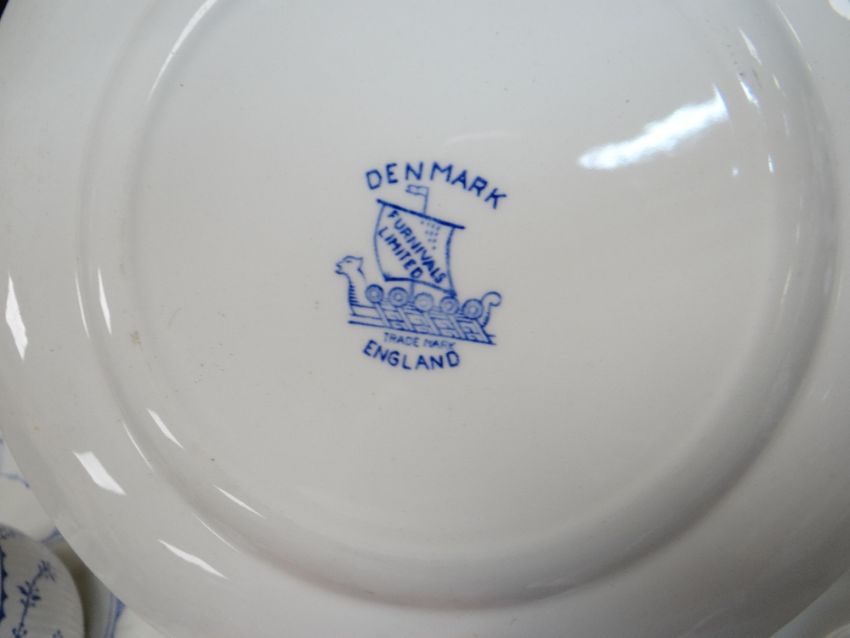 DENMARK
FURNIVALS
LIMITED
TRADE MARK
ENGLAND